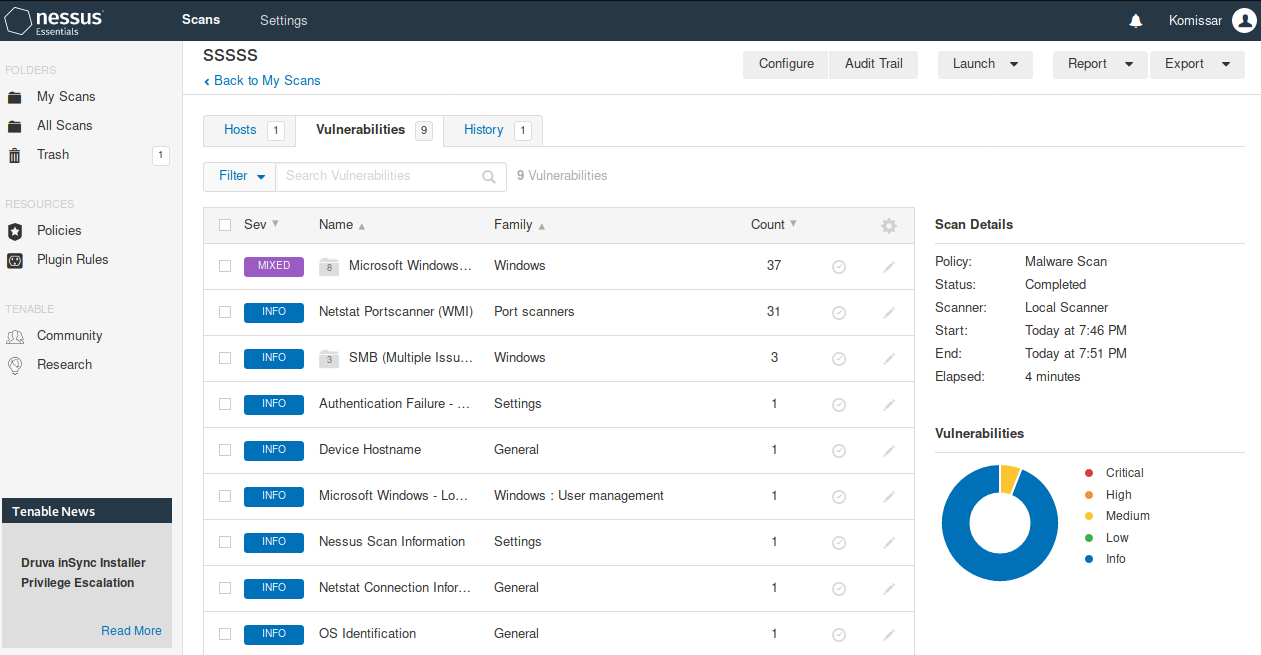 nessus
Essentials
Scans
Settings
Komissar
FOLDERS
My Scans
All Scans
Trash 1
RESOURCES
Policies
Plugin Rules
TENABLE
Community
Research
Tenable News
Druva inSync Installer
Privilege Escalation
Read More
SSSSS
Back to My Scans
Configure
Audit Trail
Launch
Report
Export
Hosts 1
Vulnerabilities 9
History 1
Filter
Search Vulnerabilities
9 Vulnerabilities
Sev Name Family Count
MIXED 8 Microsoft Windows… Windows 37
INFO Netstat Portscanner (WMI) Port scanners 31
INFO 3 SMB (Multiple Issu… Windows 3
INFO Authentication Failure - … Settings 1
INFO Device Hostname General 1
INFO Microsoft Windows - Lo… Windows : User management 1
INFO Nessus Scan Information Settings 1
INFO Netstat Connection Infor… General 1
INFO OS Identification General 1
Scan Details
Policy: Malware Scan
Status: Completed
Scanner: Local Scanner
Start: Today at 7:46 PM
End: Today at 7:51 PM
Elapsed: 4 minutes
Vulnerabilities
Critical
High
Medium
Low
Info